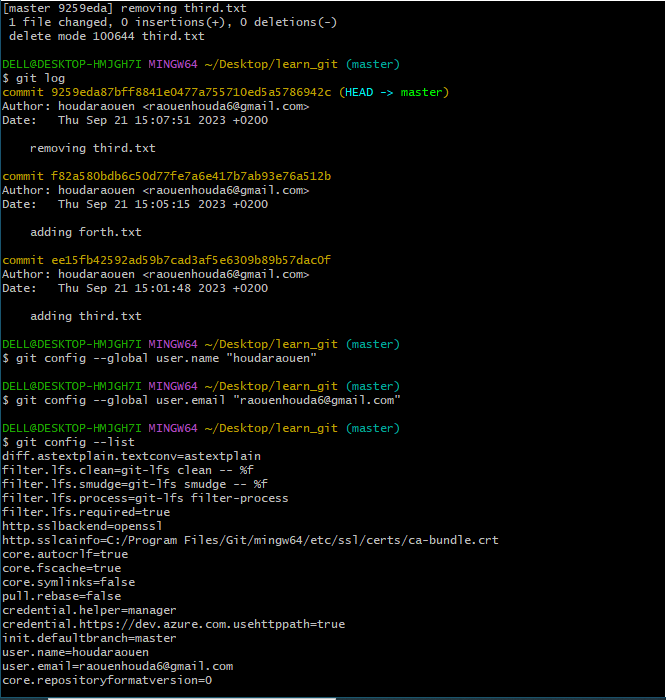 [master 9259eda] removing third.txt
 1 file changed, 0 insertions(+), 0 deletions(-)
 delete mode 100644 third.txt

DELL@DESKTOP-HMJGH7I MINGW64 ~/Desktop/learn_git (master)
$ git log
commit 9259eda87bff8841e0477a755710ed5a5786942c (HEAD -> master)
Author: houdaraouen <raouenhouda6@gmail.com>
Date:   Thu Sep 21 15:07:51 2023 +0200

    removing third.txt

commit f82a580bdb6c50d77fe7a6e417b7ab93e76a512b
Author: houdaraouen <raouenhouda6@gmail.com>
Date:   Thu Sep 21 15:05:15 2023 +0200

    adding forth.txt

commit ee15fb42592ad59b7cad3af5e6309b89b57dac0f
Author: houdaraouen <raouenhouda6@gmail.com>
Date:   Thu Sep 21 15:01:48 2023 +0200

    adding third.txt

DELL@DESKTOP-HMJGH7I MINGW64 ~/Desktop/learn_git (master)
$ git config --global user.name "houdaraouen"

DELL@DESKTOP-HMJGH7I MINGW64 ~/Desktop/learn_git (master)
$ git config --global user.email "raouenhouda6@gmail.com"

DELL@DESKTOP-HMJGH7I MINGW64 ~/Desktop/learn_git (master)
$ git config --list
diff.astextplain.textconv=astextplain
filter.lfs.clean=git-lfs clean -- %f
filter.lfs.smudge=git-lfs smudge -- %f
filter.lfs.process=git-lfs filter-process
filter.lfs.required=true
http.sslbackend=openssl
http.sslcainfo=C:/Program Files/Git/mingw64/etc/ssl/certs/ca-bundle.crt
core.autocrlf=true
core.fscache=true
core.symlinks=false
pull.rebase=false
credential.helper=manager
credential.https://dev.azure.com.usehttppath=true
init.defaultbranch=master
user.name=houdaraouen
user.email=raouenhouda6@gmail.com
core.repositoryformatversion=0